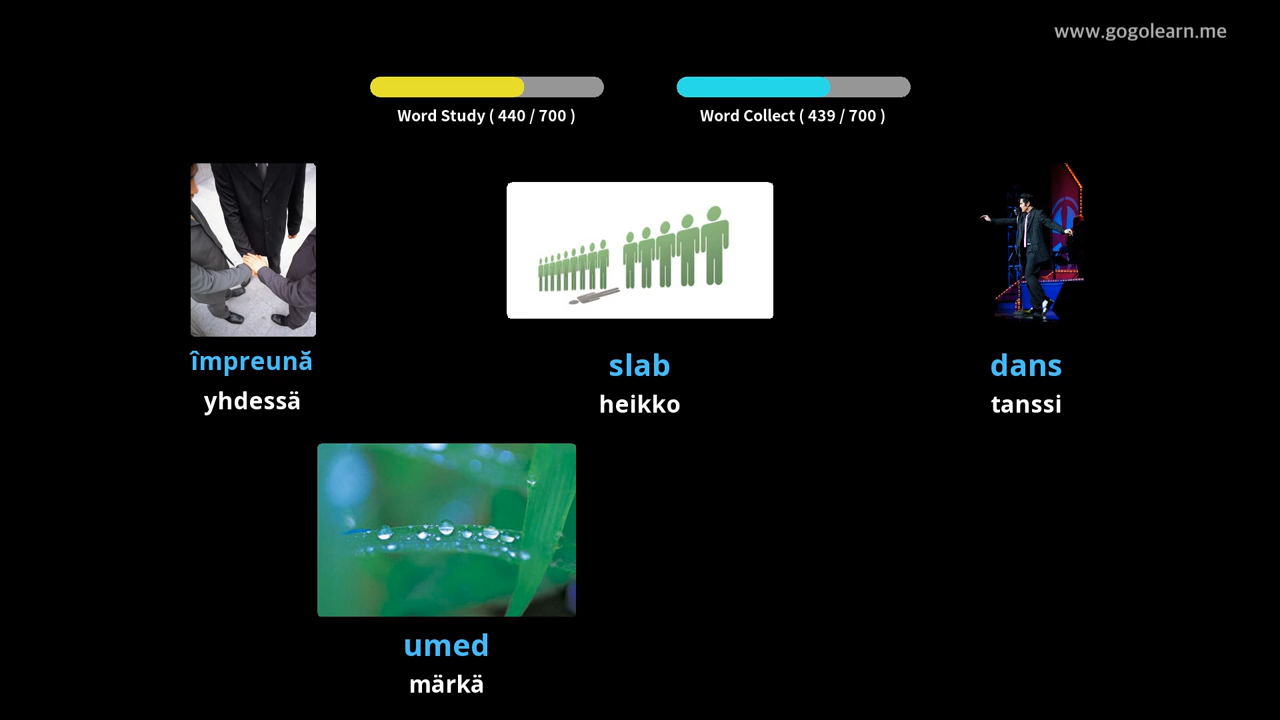 www.gogolearn.me
Word Study ( 440 / 700 )
Word Collect ( 439 / 700 )
împreună
yhdessä
slab
heikko
dans
tanssi
umed
märkä